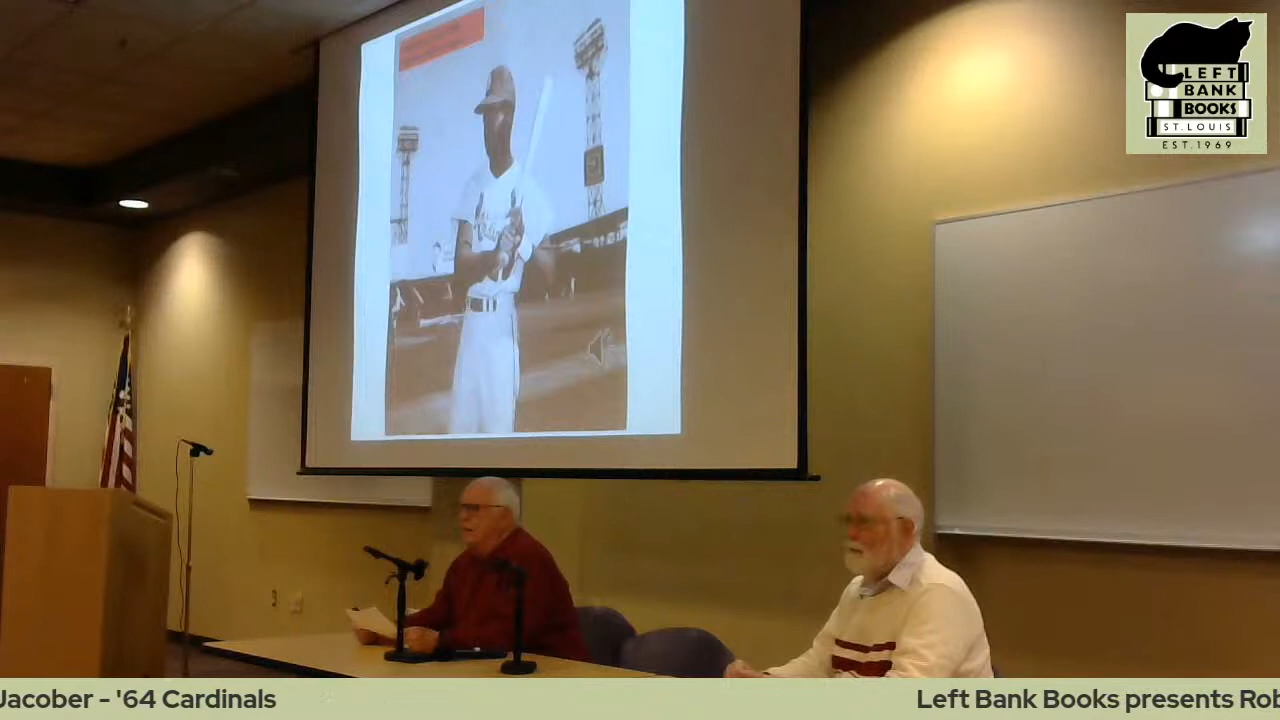 LEFT
BANK
BOOKS
ST. LOUIS
EST. 1969
Jacober - '64 Cardinals
Left Bank Books presents Rob